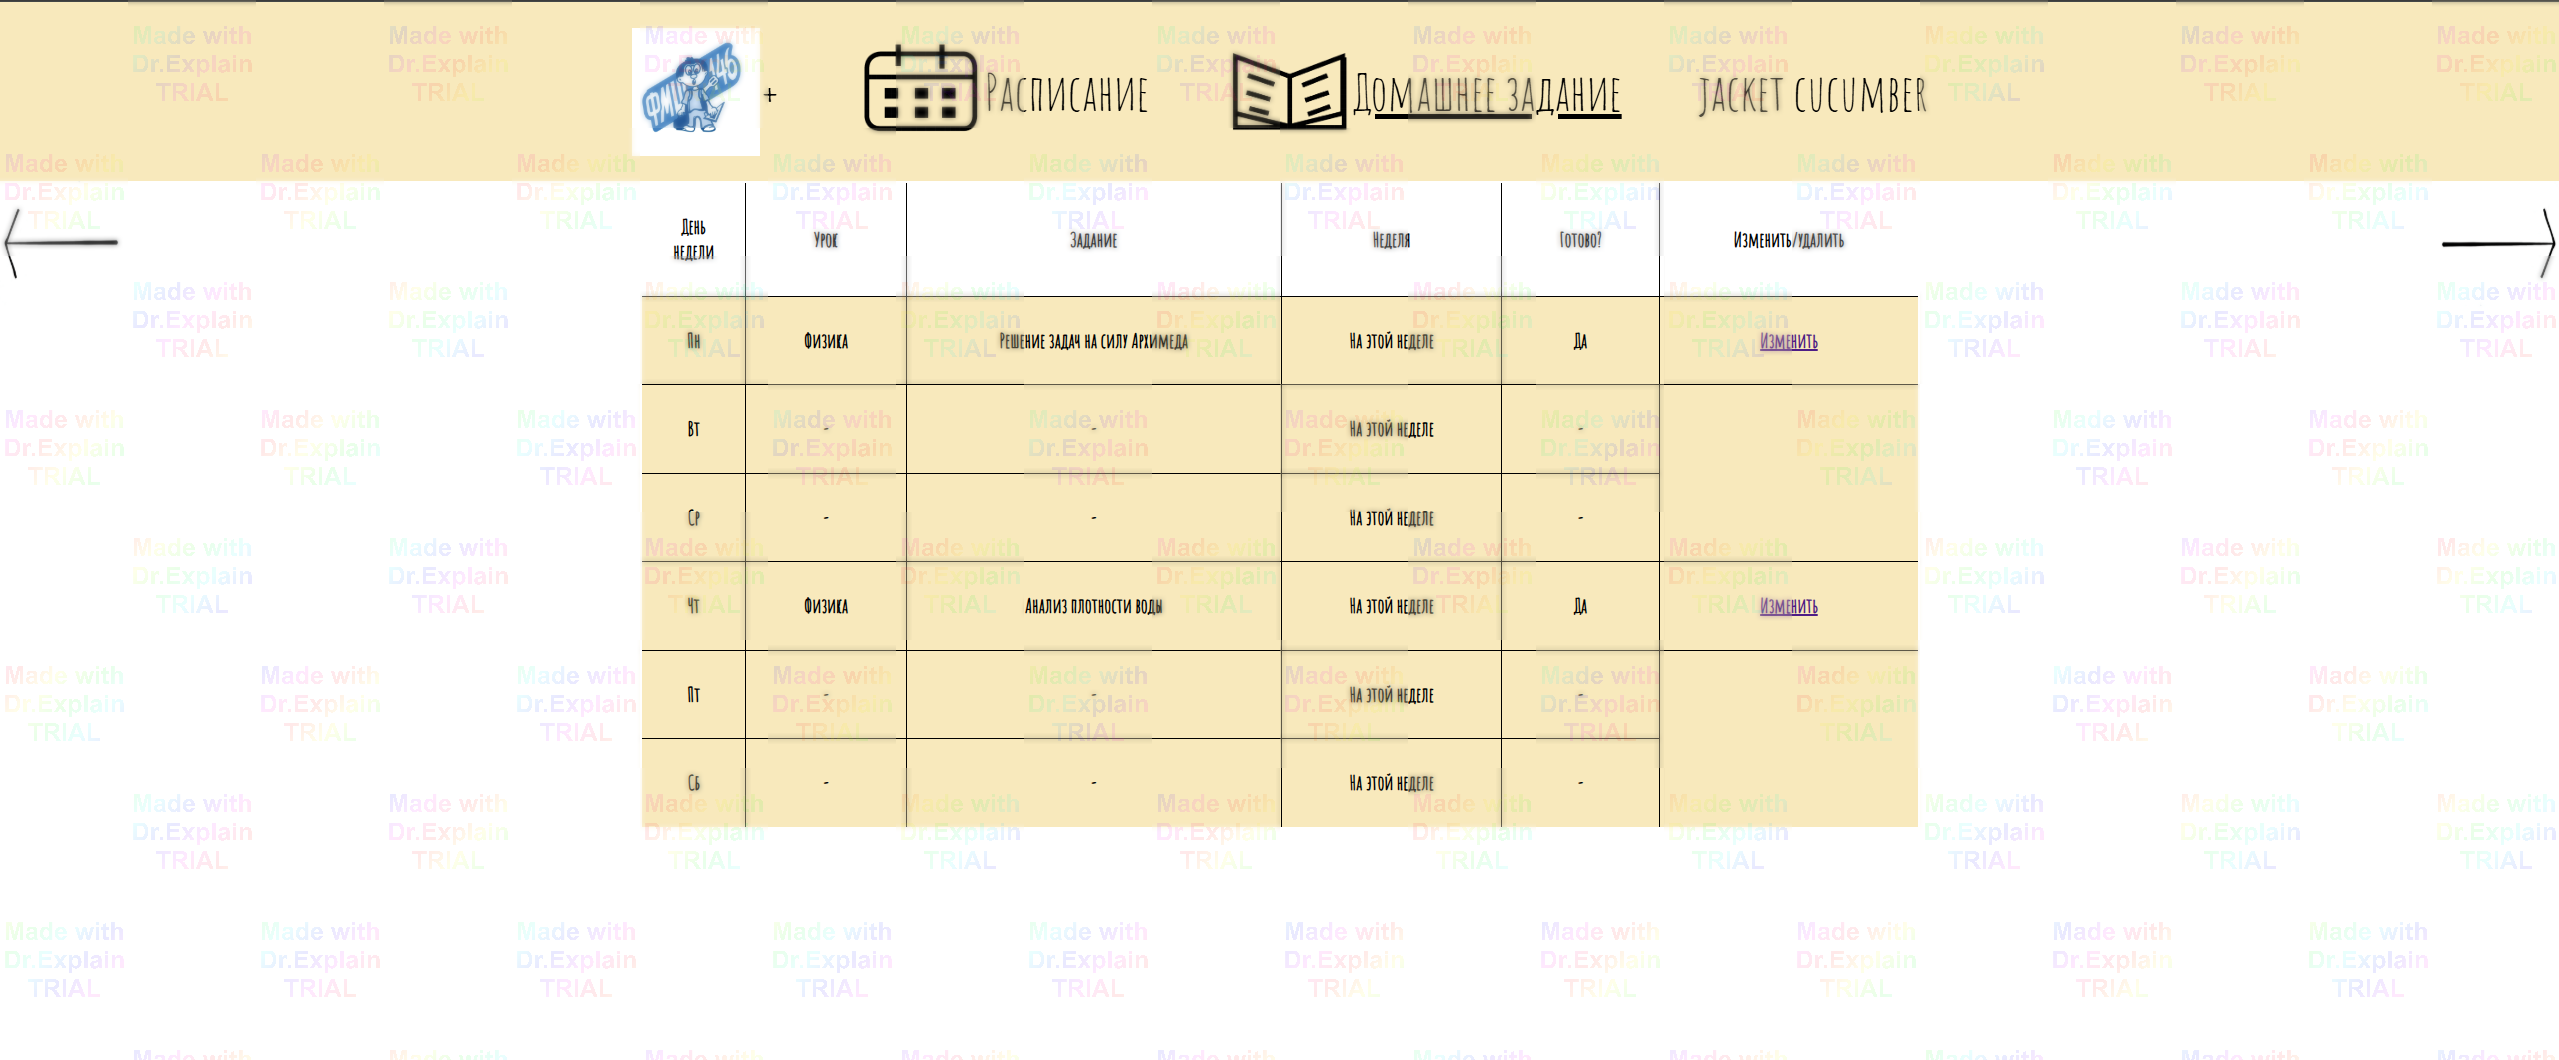 ФМЦ 146
+
Расписание
Домашнее задание
JACKET CUCUMBER
День недели Урок Задание Неделя Готово? Изменить/удалить
Пн Физика Решение задач на силу Архимеда На этой неделе Да Изменить
Вт - - На этой неделе -
Ср - - На этой неделе -
Чт Физика Анализ плотности воды На этой неделе Да Изменить
Пт - - На этой неделе -
Сб - - На этой неделе -
Made with
Dr.Explain
TRIAL